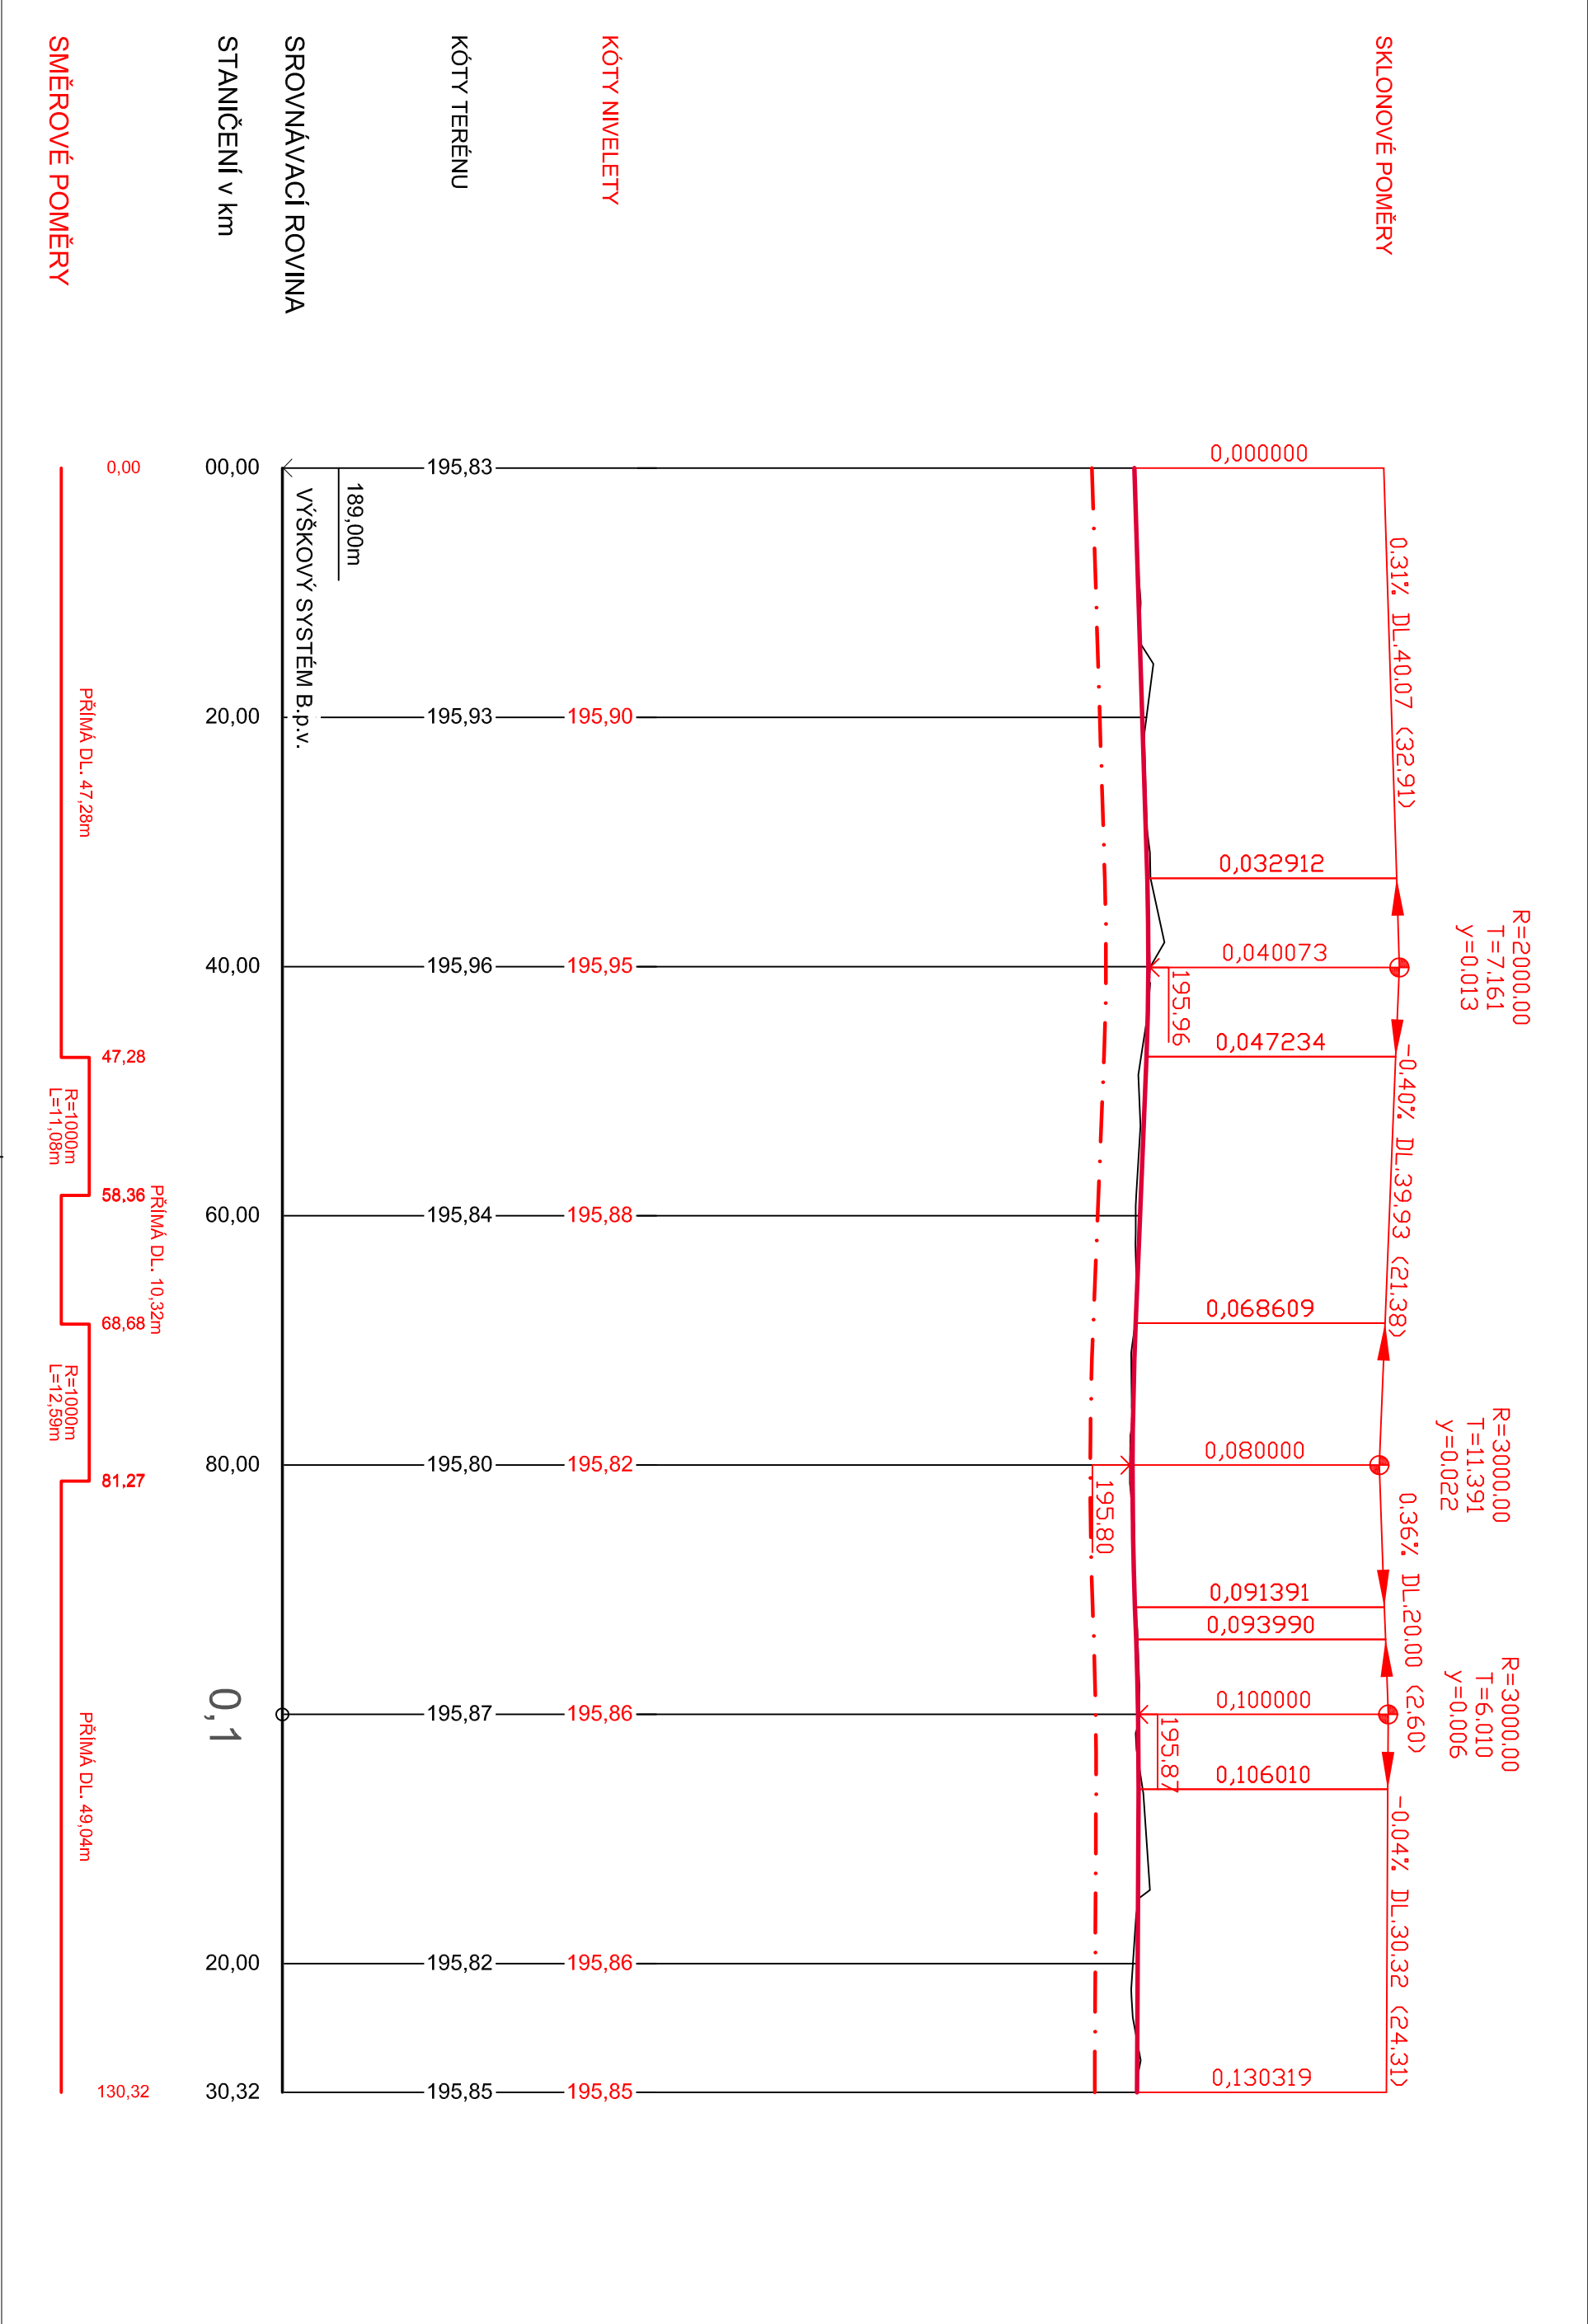 SKLONOVÉ POMĚRY
R=2000.00
T=7.161
y=0.013
R=3000.00
T=11.391
y=0.022
R=3000.00
T=6.010
y=0.006
0.31% DL.40.07 (32.91)
-0.40% DL.39.93 (21.38)
0.36% DL.20.00 (2.60)
-0.04% DL.30.32 (24.31)
0,000000
0,032912
0,040073
0,047234
0,068609
0,080000
0,091391
0,093990
0,100000
0,106010
0,130319
195.96
195.80
195.87
KÓTY NIVELETY
195,90
195,95
195,88
195,82
195,86
195,86
195,85
KÓTY TERÉNU
195,83
195,93
195,96
195,84
195,80
195,87
195,82
195,85
189,00m
SROVNÁVACÍ ROVINA
VÝŠKOVÝ SYSTÉM B.p.v.
STANIČENÍ v km
00,00
20,00
40,00
60,00
80,00
0,1
20,00
30,32
SMĚROVÉ POMĚRY
0,00
47,28
58,36
68,68
81,27
130,32
PŘÍMÁ DL. 47,28m
R=1000m
L=11,08m
PŘÍMÁ DL. 10,32m
R=1000m
L=12,59m
PŘÍMÁ DL. 49,04m